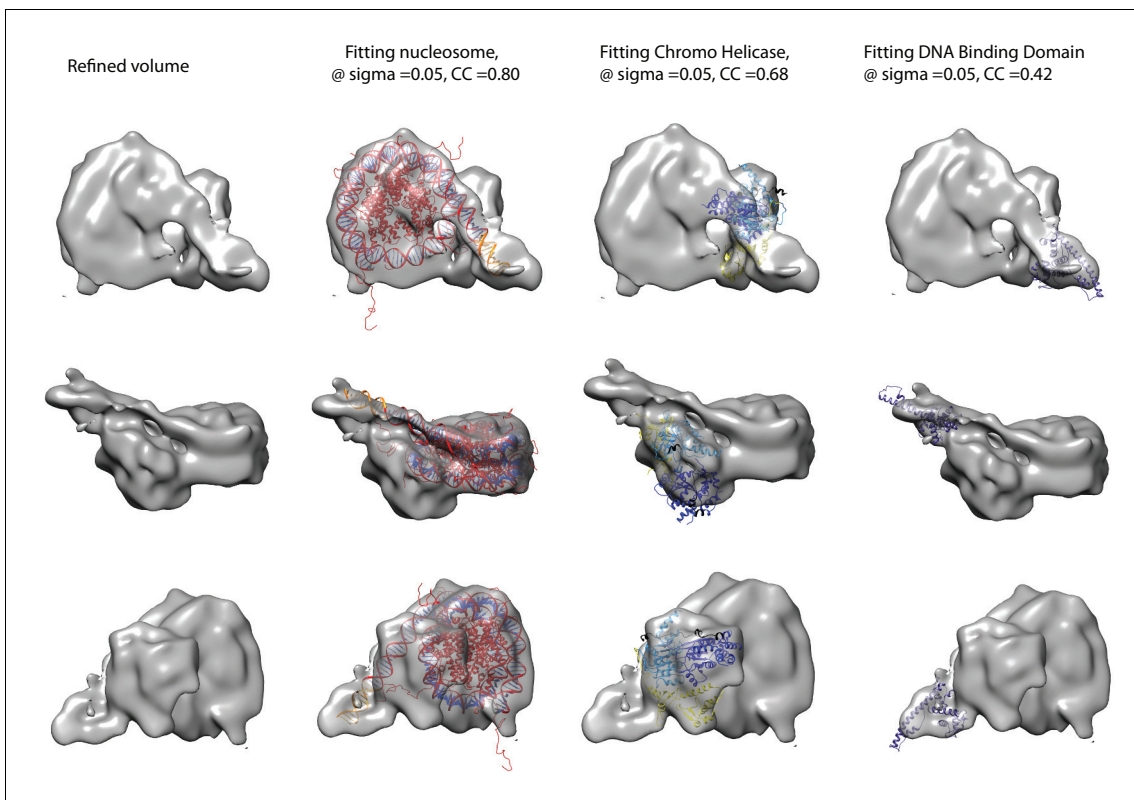 Refined volume
Fitting nucleosome,
@ sigma =0.05, CC =0.80
Fitting Chromo Helicase,
@ sigma =0.05, CC =0.68
Fitting DNA Binding Domain
@ sigma =0.05, CC =0.42